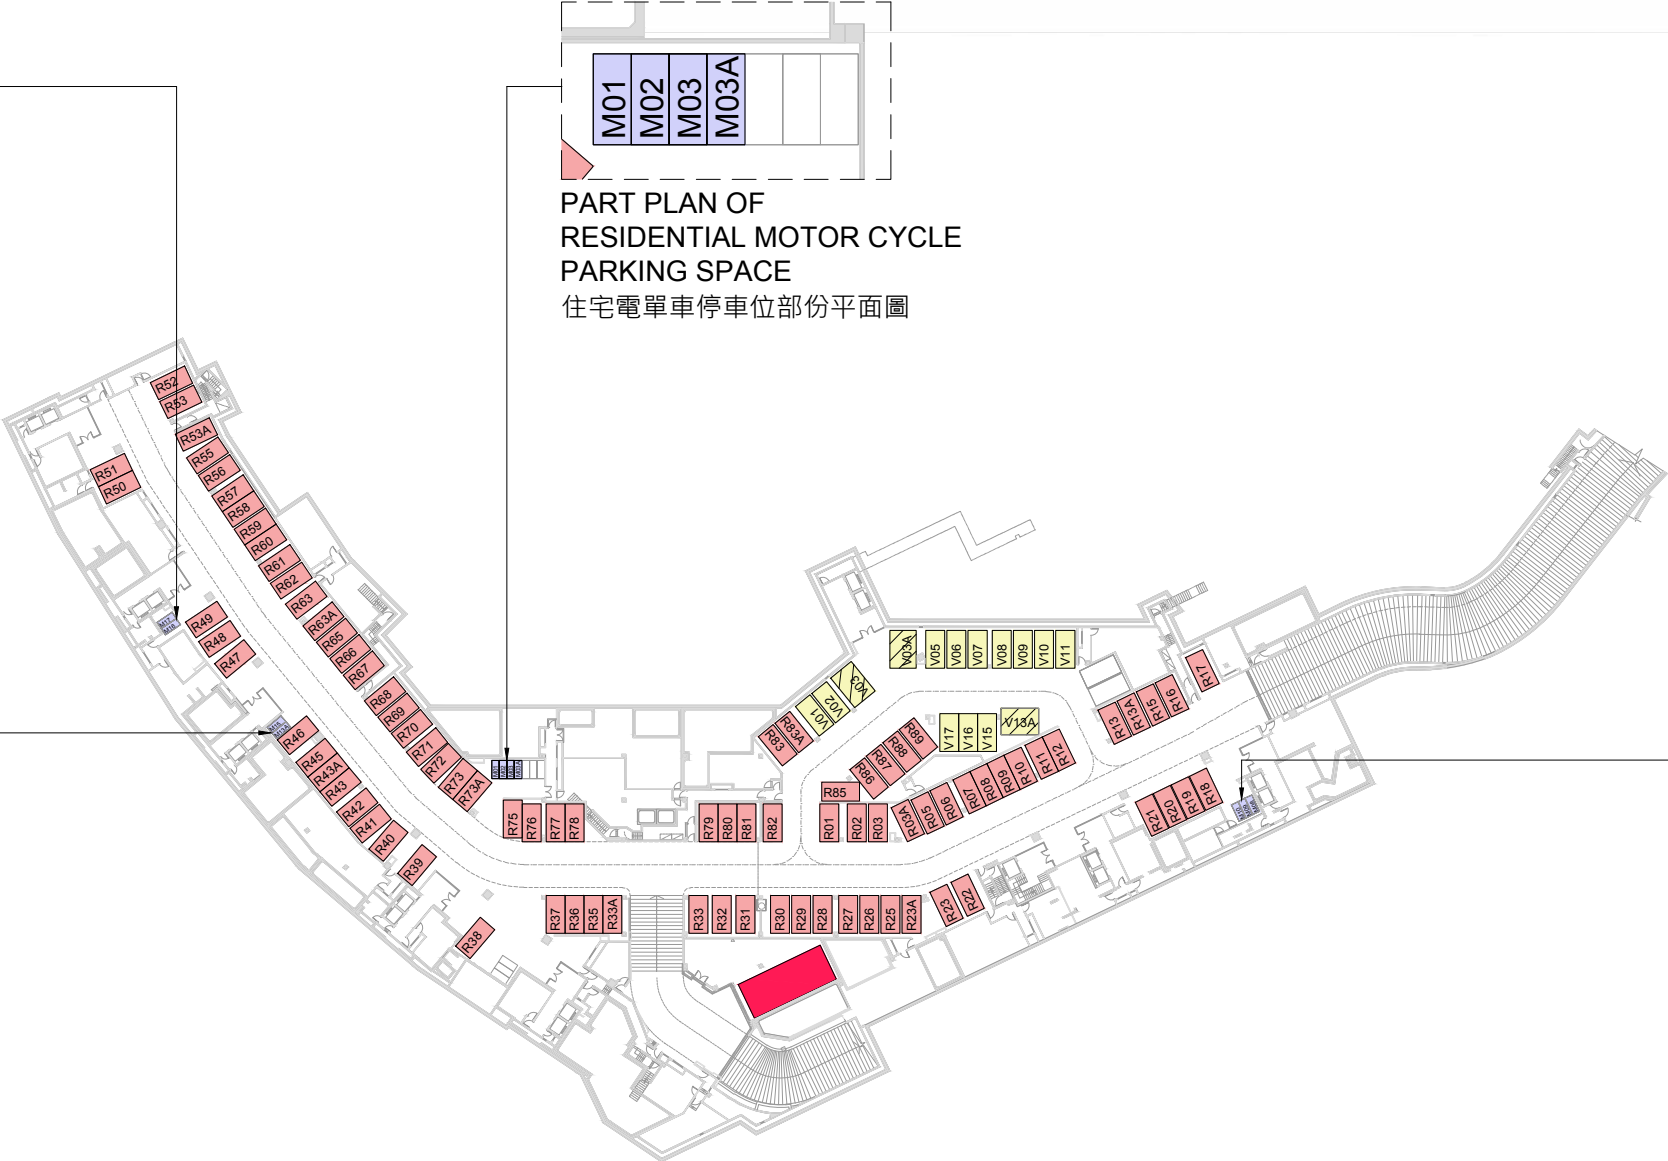 M01
M02
M03
M03A
PART PLAN OF
RESIDENTIAL MOTOR CYCLE
PARKING SPACE
住宅電單車停車位部份平面圖
R52
R53
R53A
R55
R56
R57
R58
R59
R60
R61
R62
R63
R63A
R65
R66
R67
R68
R69
R70
R71
R72
R73
R73A
R51
R50
R49
R48
R47
R46
R45
R43A
R43
R42
R41
R40
R39
R38
R75
R76
R77
R78
R79
R80
R81
R82
R83
R83A
V01
V02
V03
V03A
V05
V06
V07
V08
V09
V10
V11
V17
V16
V15
V13A
R85
R86
R87
R88
R89
R01
R02
R03
R03A
R05
R06
R07
R08
R09
R10
R11
R12
R13
R13A
R15
R16
R17
R21
R20
R19
R18
R37
R36
R35
R33A
R33
R32
R31
R30
R29
R28
R27
R26
R25
R23A
R23
R22